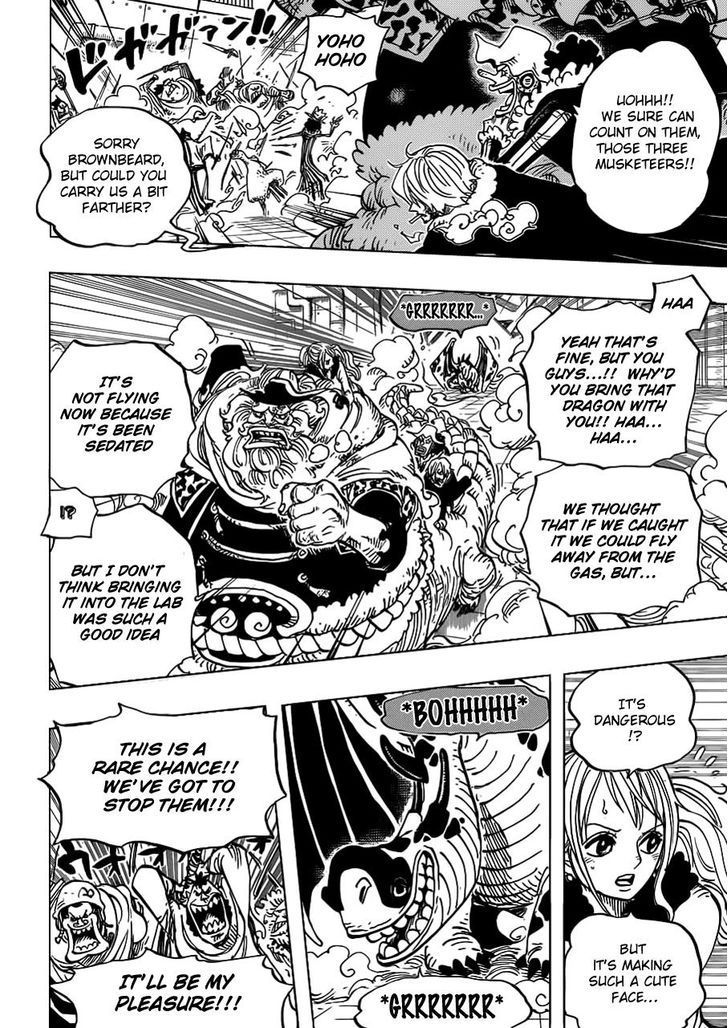 UOHHH!!
WE SURE CAN
COUNT ON THEM,
THOSE THREE
MUSKETEERS!!
YOHO
HOHO
ドガガァン!!
SORRY
BROWNBEARD,
BUT COULD YOU
CARRY US A BIT
FARTHER?
HAA
YEAH THAT'S
FINE, BUT YOU
GUYS...!! WHY'D
YOU BRING THAT
DRAGON WITH
YOU!! HAA...
HAA...
*GRRRRRRR...*
WE THOUGHT
THAT IF WE CAUGHT
IT WE COULD FLY
AWAY FROM THE
GAS, BUT...
IT'S
NOT FLYING
NOW BECAUSE
IT'S BEEN
SEDATED
!?
BUT I DON'T
THINK BRINGING
IT INTO THE LAB
WAS SUCH A
GOOD IDEA
IT'S
DANGEROUS
!?
BUT
IT'S MAKING
SUCH A CUTE
FACE...
*BOHHHHH*
*GRRRRRRR*
THIS IS A
RARE CHANCE!!
WE'VE GOT TO
STOP THEM!!!
IT'LL BE MY
PLEASURE!!!